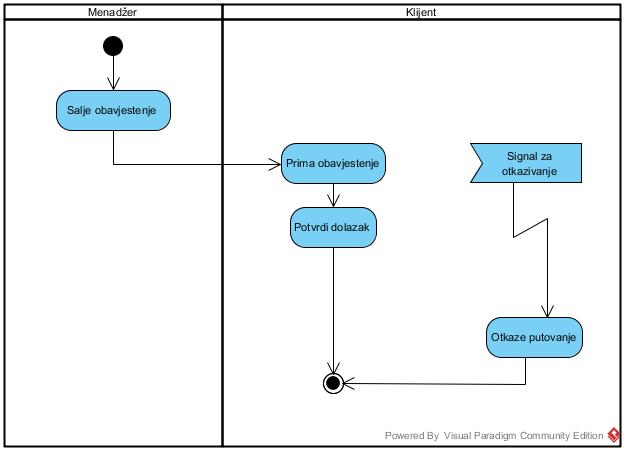 Menadžer
Klijent
Salje obavjestenje
Prima obavjestenje
Signal za
otkazivanje
Potvrdi dolazak
Otkaze putovanje
Powered By Visual Paradigm Community Edition